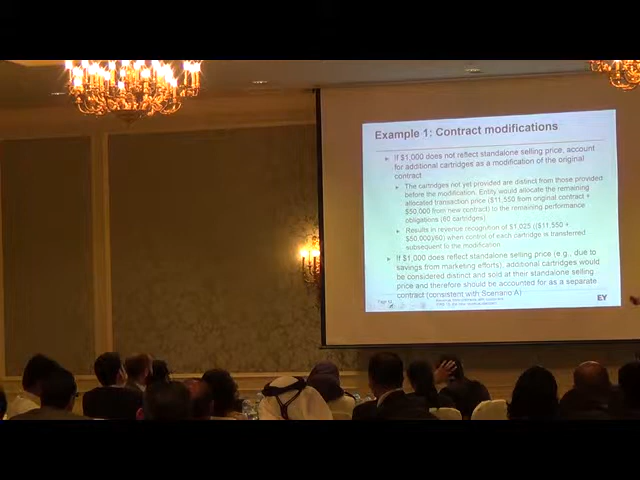 Example 1: Contract modifications
If $1,000 does not reflect standalone selling price, account
for additional cartridges as a modification of the original
contract
The cartridges not yet provided are distinct from those provided
before the modification. Entity would allocate the remaining
allocated transaction price ($11,550 from original contract +
$50,000 from new contract) to the remaining performance
obligations (60 cartridges)
Results in revenue recognition of $1,025 (($11,550 +
$50,000)/60) when control of each cartridge is transferred
subsequent to the modification
If $1,000 does reflect standalone selling price (e.g., due to
savings from marketing efforts), additional cartridges would
be considered distinct and sold at their standalone selling
price and therefore should be accounted for as a separate
contract (consistent with Scenario A)
Page
EY